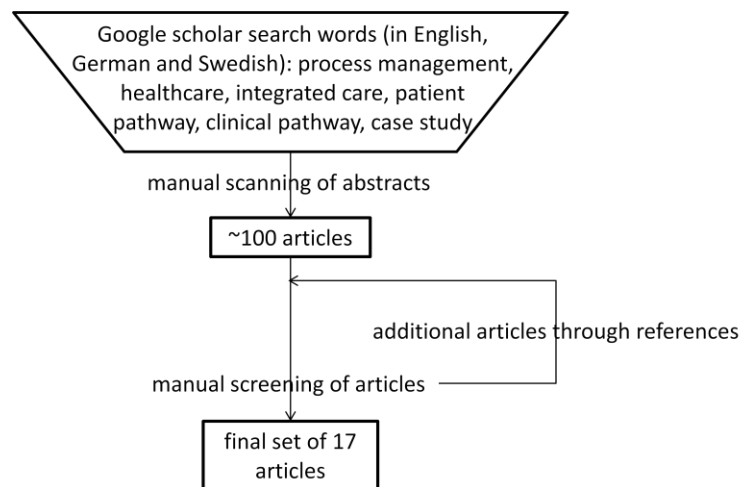 Google scholar search words (in English,
German and Swedish): process management,
healthcare, integrated care, patient
pathway, clinical pathway, case study
manual scanning of abstracts
~100 articles
additional articles through references
manual screening of articles
final set of 17
articles